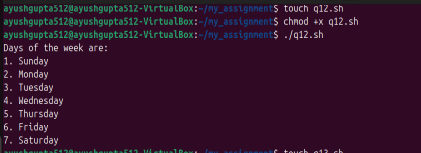 ayushgupta512@ayushgupta512-VirtualBox:~/my_assignment$ touch q12.sh
ayushgupta512@ayushgupta512-VirtualBox:~/my_assignment$ chmod +x q12.sh
ayushgupta512@ayushgupta512-VirtualBox:~/my_assignment$ ./q12.sh
Days of the week are:
1. Sunday
2. Monday
3. Tuesday
4. Wednesday
5. Thursday
6. Friday
7. Saturday
ayushgupta512@ayushgupta512-VirtualBox:~/my_assignment$ touch q13.sh